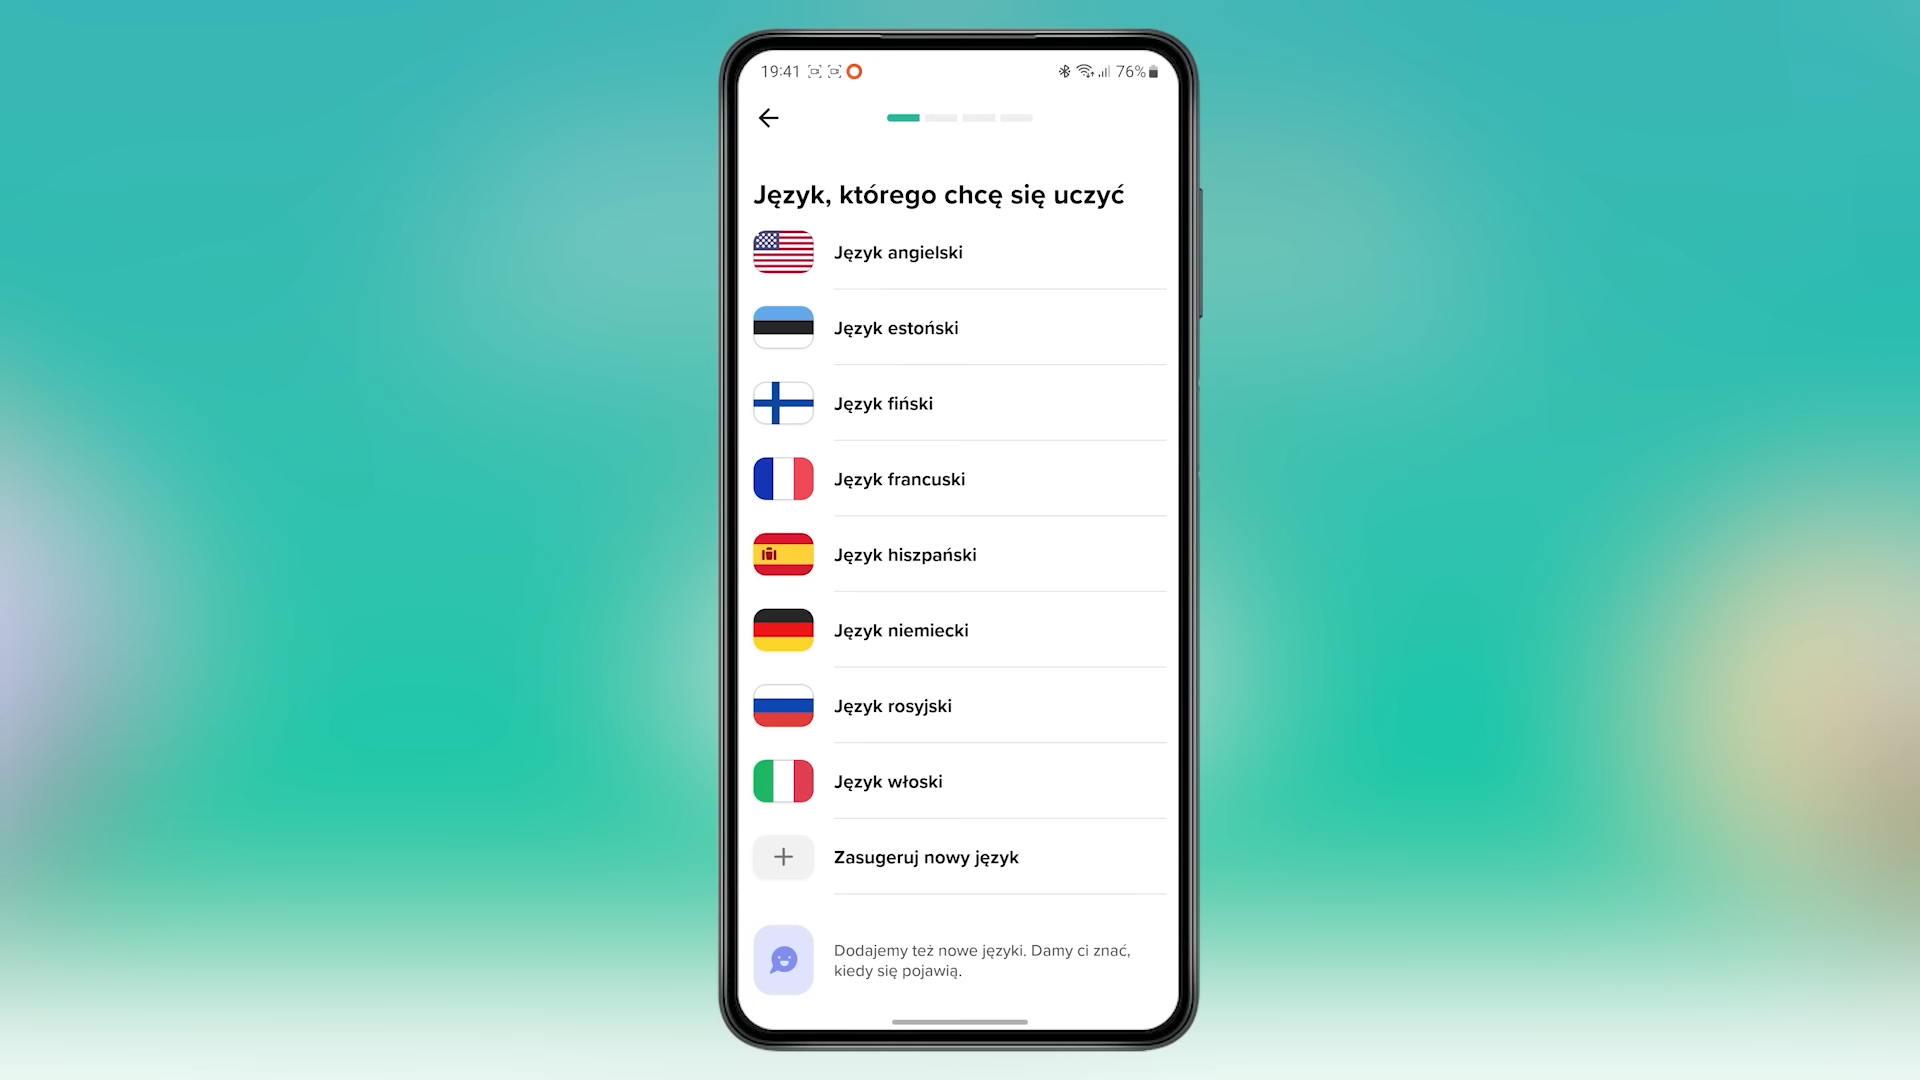 19:41
76%
Język, którego chcę się uczyć
Język angielski
Język estoński
Język fiński
Język francuski
Język hiszpański
Język niemiecki
Język rosyjski
Język włoski
Zasugeruj nowy język
Dodajemy też nowe języki. Damy ci znać,
kiedy się pojawią.